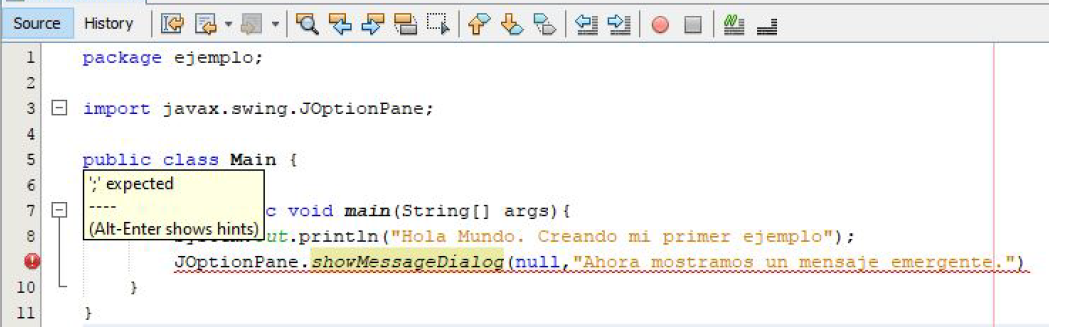 Source History
1 package ejemplo;
2
3 import javax.swing.JOptionPane;
4
5 public class Main {
6 ';' expected
----
7 c void main(String[] args){
(Alt-Enter shows hints)
8 ut.println("Hola Mundo. Creando mi primer ejemplo");
JOptionPane.showMessageDialog(null,"Ahora mostramos un mensaje emergente.")
10 }
11 }